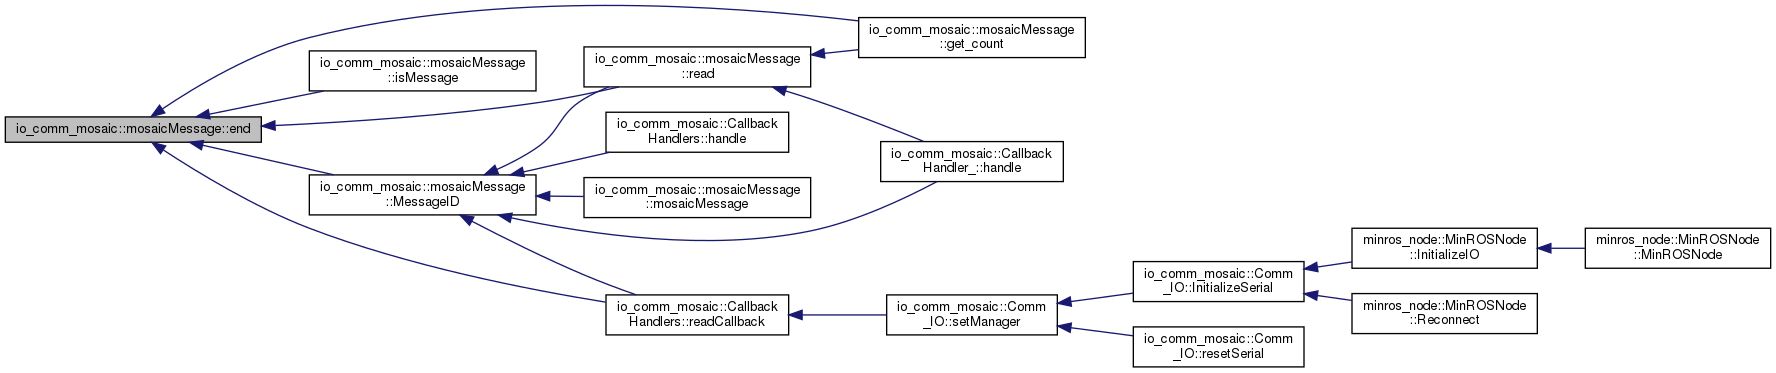 io_comm_mosaic::mosaicMessage::end
io_comm_mosaic::mosaicMessage
::isMessage
io_comm_mosaic::mosaicMessage
::MessageID
io_comm_mosaic::mosaicMessage
::read
io_comm_mosaic::Callback
Handlers::handle
io_comm_mosaic::mosaicMessage
::mosaicMessage
io_comm_mosaic::Callback
Handlers::readCallback
io_comm_mosaic::mosaicMessage
::get_count
io_comm_mosaic::Callback
Handler_::handle
io_comm_mosaic::Comm
_IO::setManager
io_comm_mosaic::Comm
_IO::InitializeSerial
io_comm_mosaic::Comm
_IO::resetSerial
minros_node::MinROSNode
::InitializeIO
minros_node::MinROSNode
::Reconnect
minros_node::MinROSNode
::MinROSNode